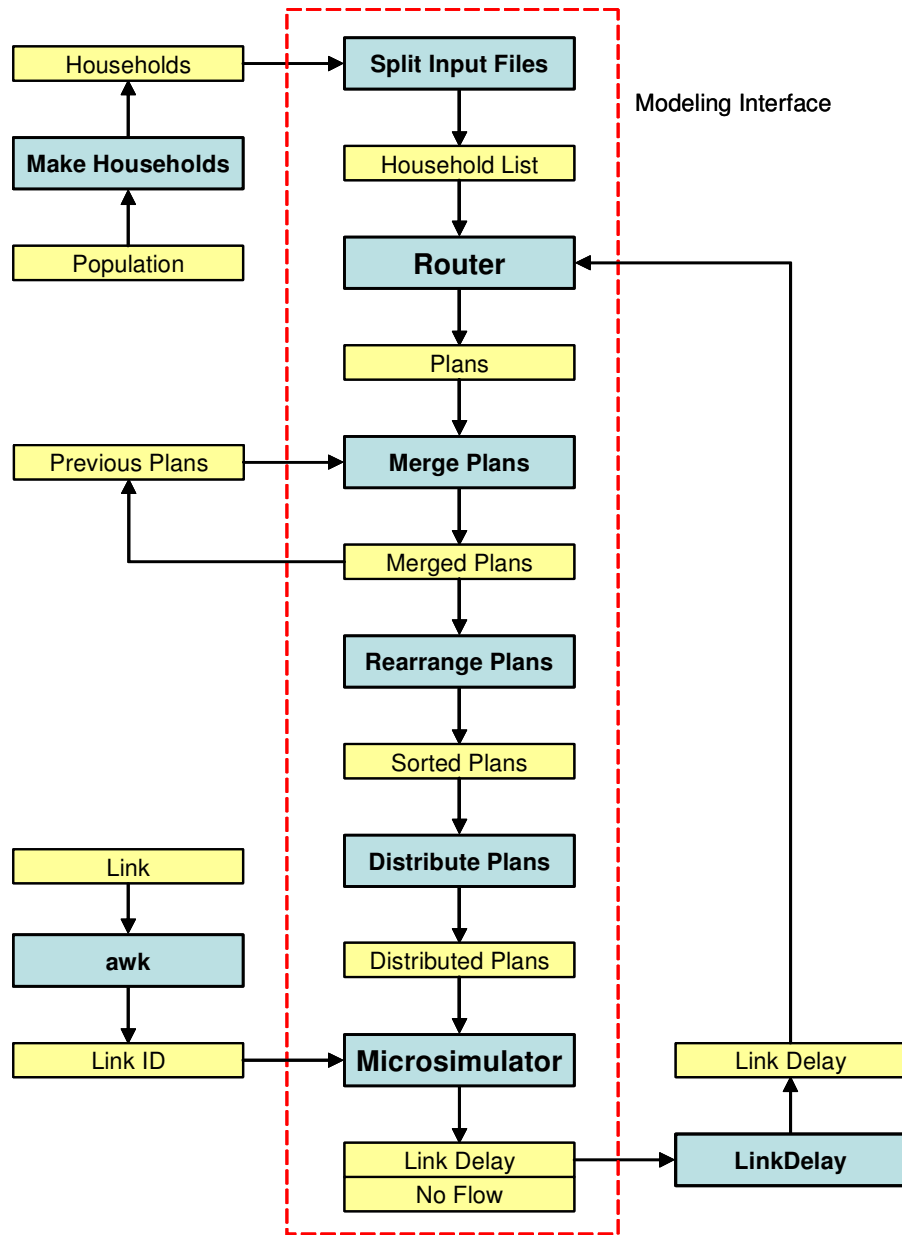 Households
Split Input Files
Modeling Interface
Make Households
Household List
Population
Router
Plans
Previous Plans
Merge Plans
Merged Plans
Rearrange Plans
Sorted Plans
Link
Distribute Plans
awk
Distributed Plans
Link ID
Microsimulator
Link Delay
Link Delay
LinkDelay
No Flow